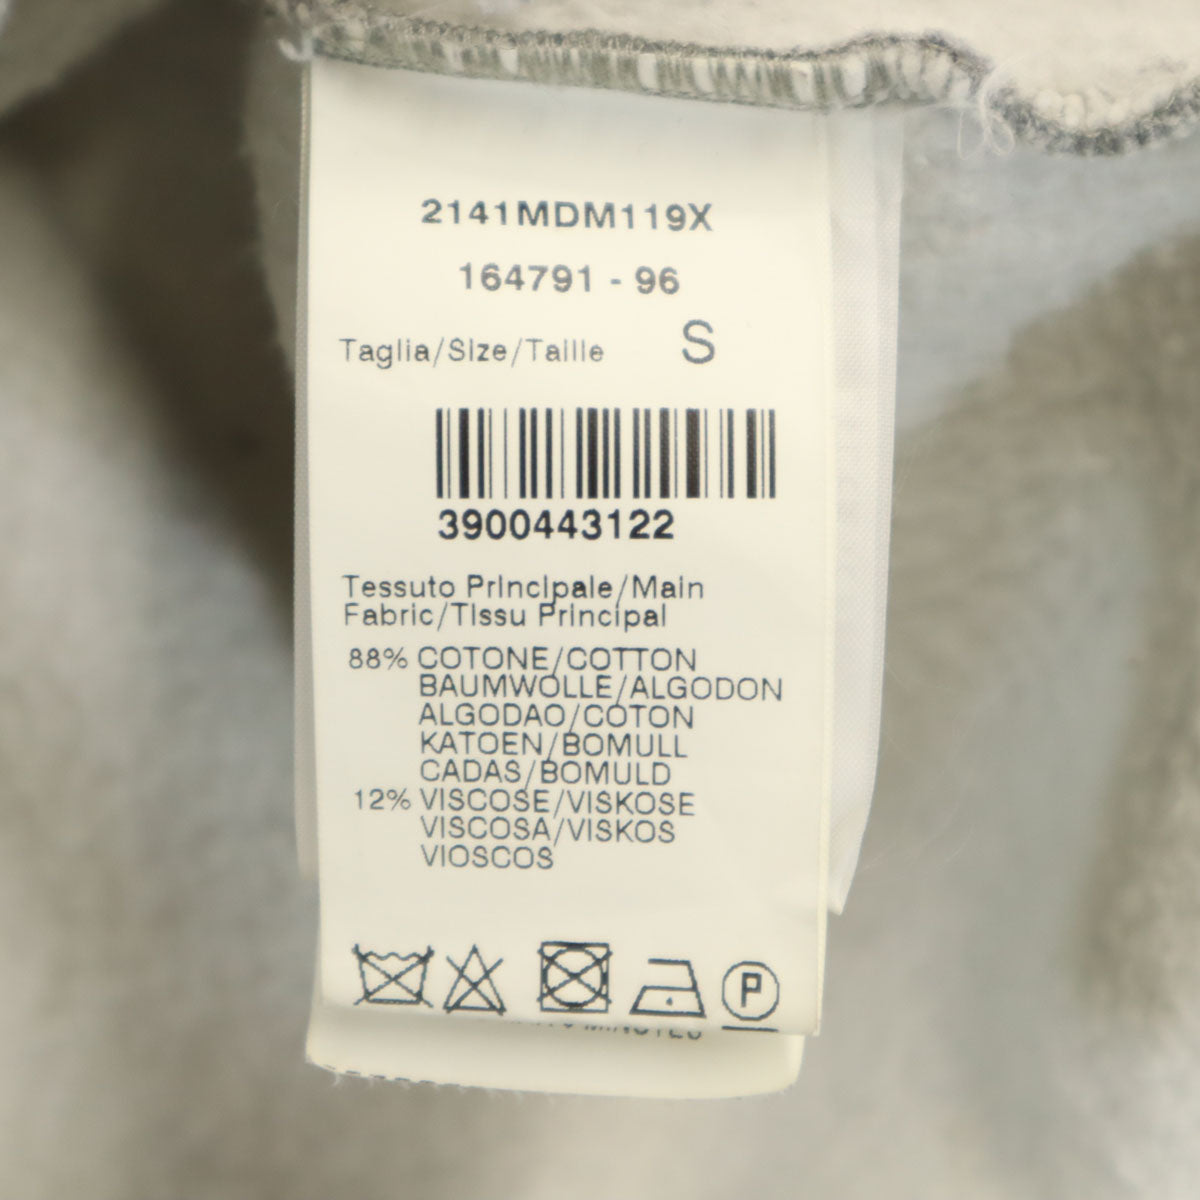 2141MDM119X
164791 - 96
Taglia/Size/Taille S
3900443122
Tessuto Principale/Main
Fabric/Tissu Principal
88% COTONE/COTTON
BAUMWOLLE/ALGODON
ALGODAO/COTON
KATOEN/BOMULL
CADAS/BOMULD
12% VISCOSE/VISKOSE
VISCOSA/VISKOS
VIOSCOS
P
MINUTES